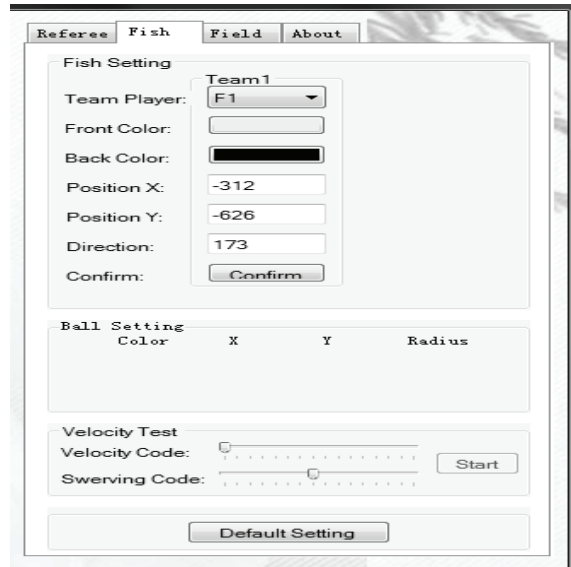 Referee Fish Field About
Fish Setting
Team1
Team Player: F1
Front Color:
Back Color:
Position X: -312
Position Y: -626
Direction: 173
Confirm: Confirm
Ball Setting
Color X Y Radius
Velocity Test
Velocity Code:
Swerving Code:
Start
Default Setting